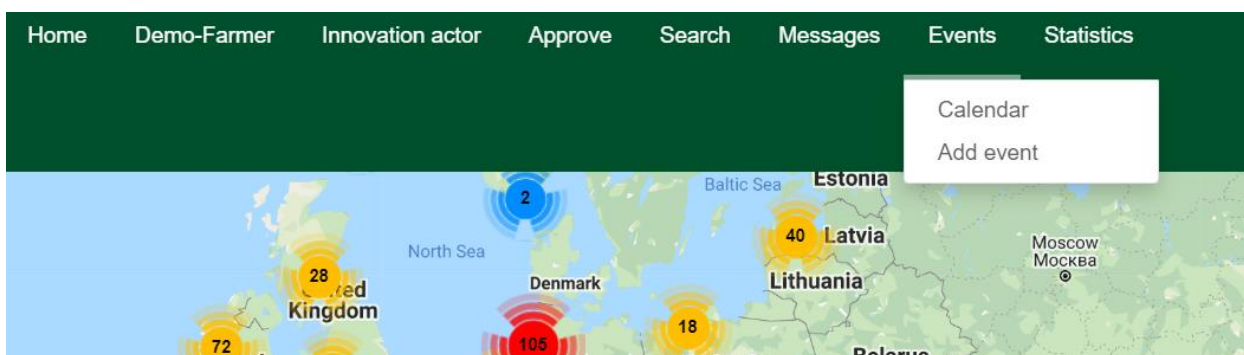 Home Demo-Farmer Innovation actor Approve Search Messages Events Statistics
Calendar
Add event
2
Baltic Sea
Estonia
40
Latvia
North Sea
Moscow
Москва
28
Denmark
Lithuania
Kingdom
18
72
105